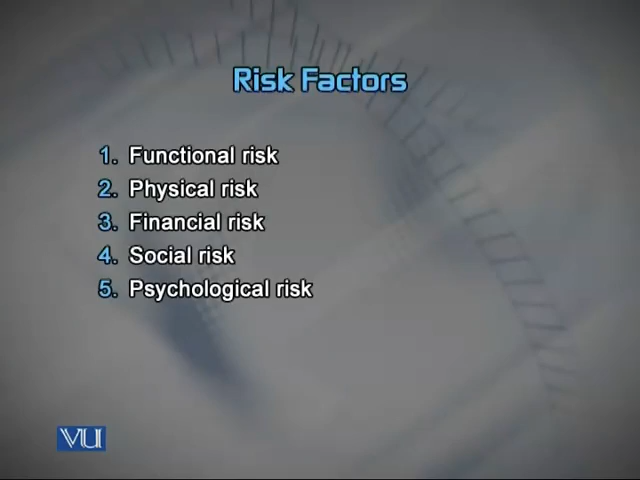 Risk Factors
1. Functional risk
2. Physical risk
3. Financial risk
4. Social risk
5. Psychological risk
VU